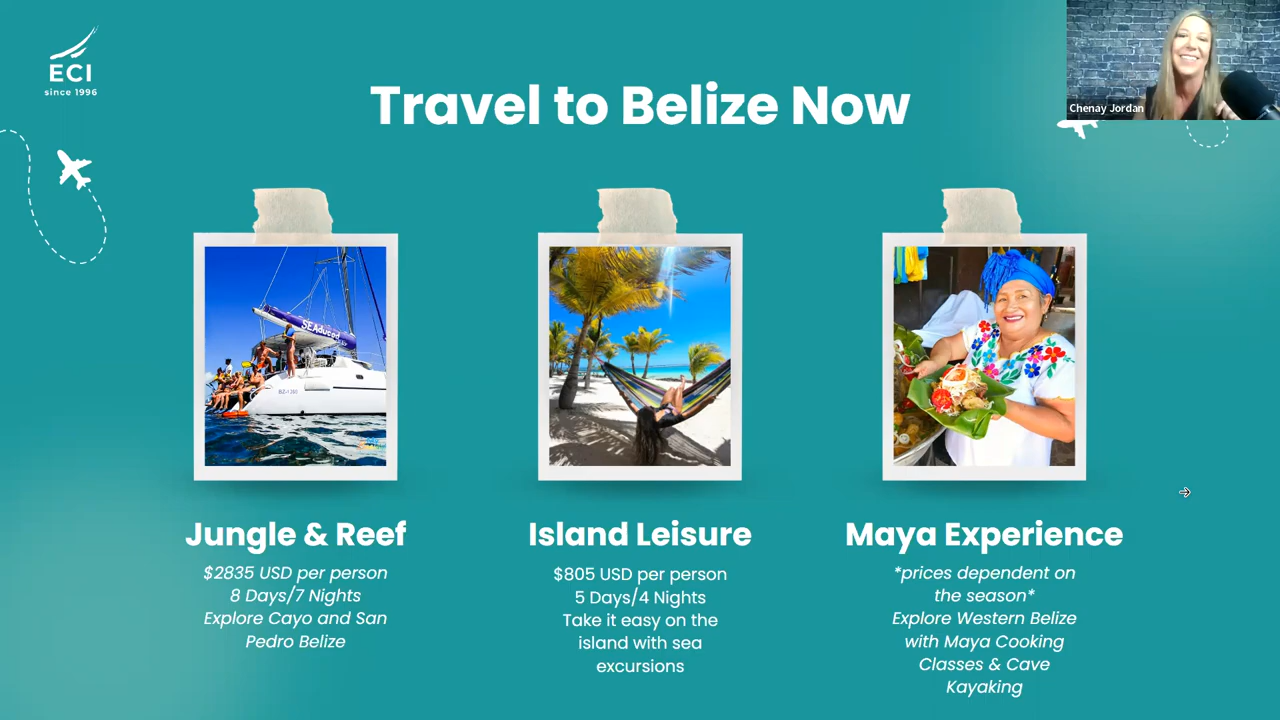 ECI
since 1996
Travel to Belize Now
Chenay Jordan
SEAduced
Jungle & Reef
$2835 USD per person
8 Days/7 Nights
Explore Cayo and San
Pedro Belize
Island Leisure
$805 USD per person
5 Days/4 Nights
Take it easy on the
island with sea
excursions
Maya Experience
*prices dependent on
the season*
Explore Western Belize
with Maya Cooking
Classes & Cave
Kayaking